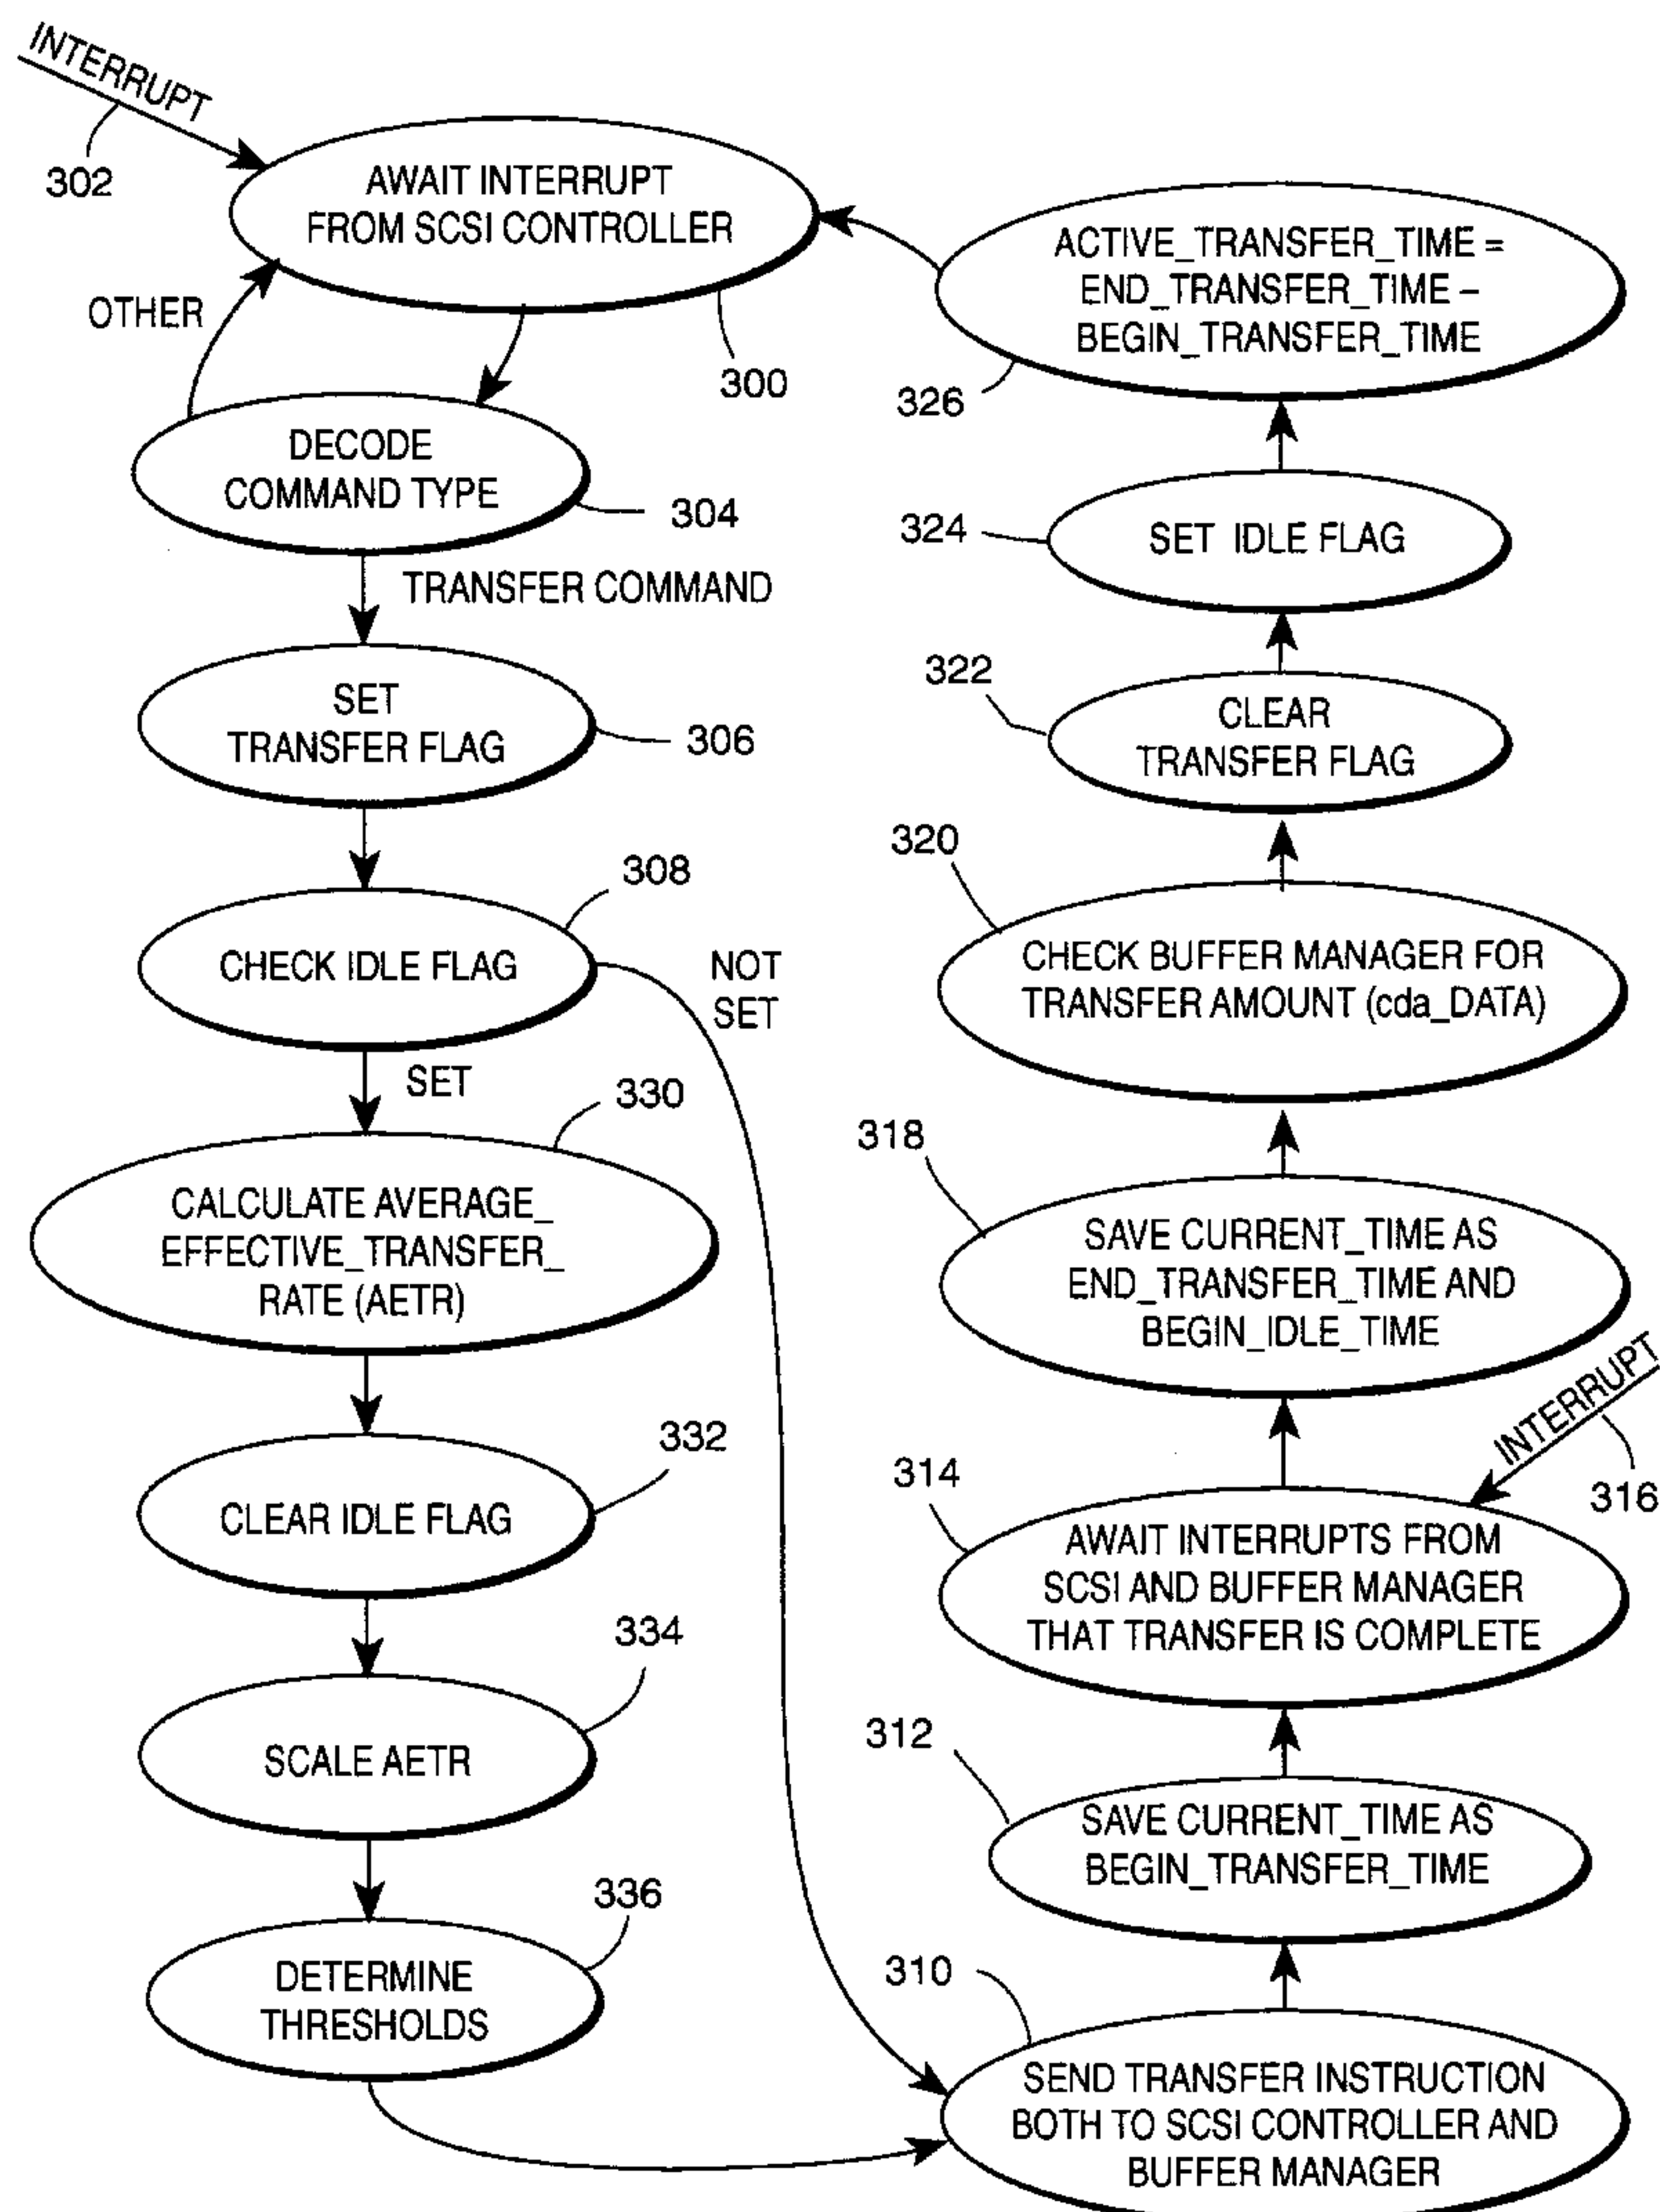 INTERRUPT
302
AWAIT INTERRUPT
FROM SCSI CONTROLLER
300
OTHER
DECODE
COMMAND TYPE
304
TRANSFER COMMAND
SET
TRANSFER FLAG
306
308
CHECK IDLE FLAG
NOT
SET
SET
330
CALCULATE AVERAGE_
EFFECTIVE_TRANSFER_
RATE (AETR)
332
CLEAR IDLE FLAG
334
SCALE AETR
336
DETERMINE
THRESHOLDS
310
SEND TRANSFER INSTRUCTION
BOTH TO SCSI CONTROLLER AND
BUFFER MANAGER
312
SAVE CURRENT_TIME AS
BEGIN_TRANSFER_TIME
314
AWAIT INTERRUPTS FROM
SCSI AND BUFFER MANAGER
THAT TRANSFER IS COMPLETE
INTERRUPT
316
318
SAVE CURRENT_TIME AS
END_TRANSFER_TIME AND
BEGIN_IDLE_TIME
320
CHECK BUFFER MANAGER FOR
TRANSFER AMOUNT (cda_DATA)
322
CLEAR
TRANSFER FLAG
324
SET IDLE FLAG
326
ACTIVE_TRANSFER_TIME =
END_TRANSFER_TIME –
BEGIN_TRANSFER_TIME